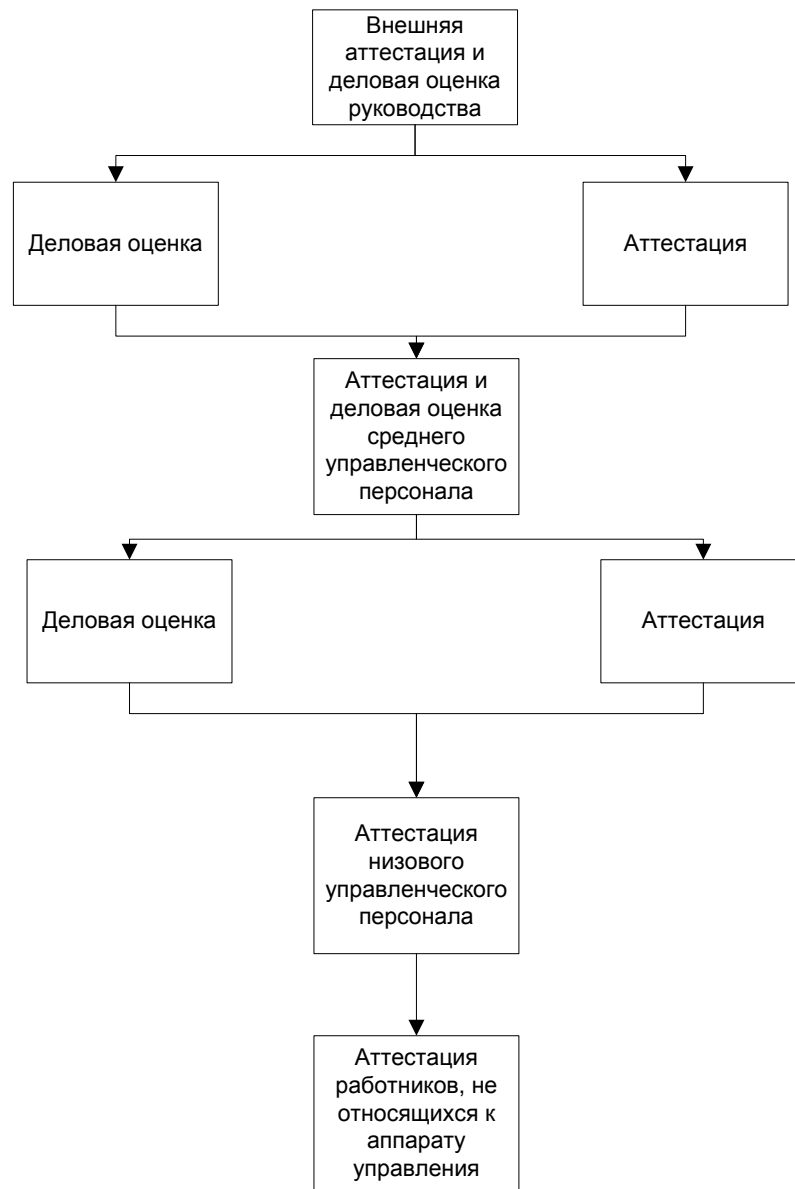 Внешняя
аттестация и
деловая оценка
руководства
Деловая оценка
Аттестация
Аттестация и
деловая оценка
среднего
управленческого
персонала
Деловая оценка
Аттестация
Аттестация
низового
управленческого
персонала
Аттестация
работников, не
относящихся к
аппарату
управления